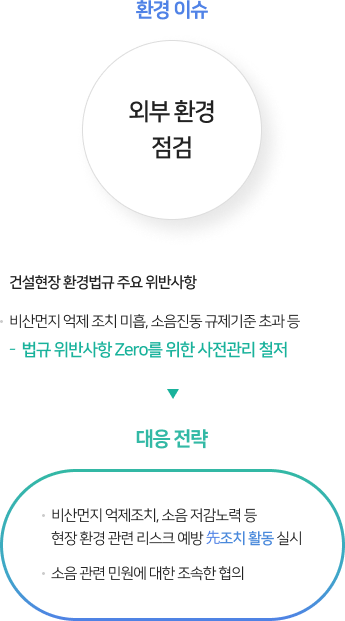 환경 이슈
외부 환경
점검
건설현장 환경법규 주요 위반사항
· 비산먼지 억제 조치 미흡, 소음진동 규제기준 초과 등
- 법규 위반사항 Zero를 위한 사전관리 철저
▼
대응 전략
· 비산먼지 억제조치, 소음 저감노력 등
현장 환경 관련 리스크 예방 先조치 활동 실시
· 소음 관련 민원에 대한 조속한 협의